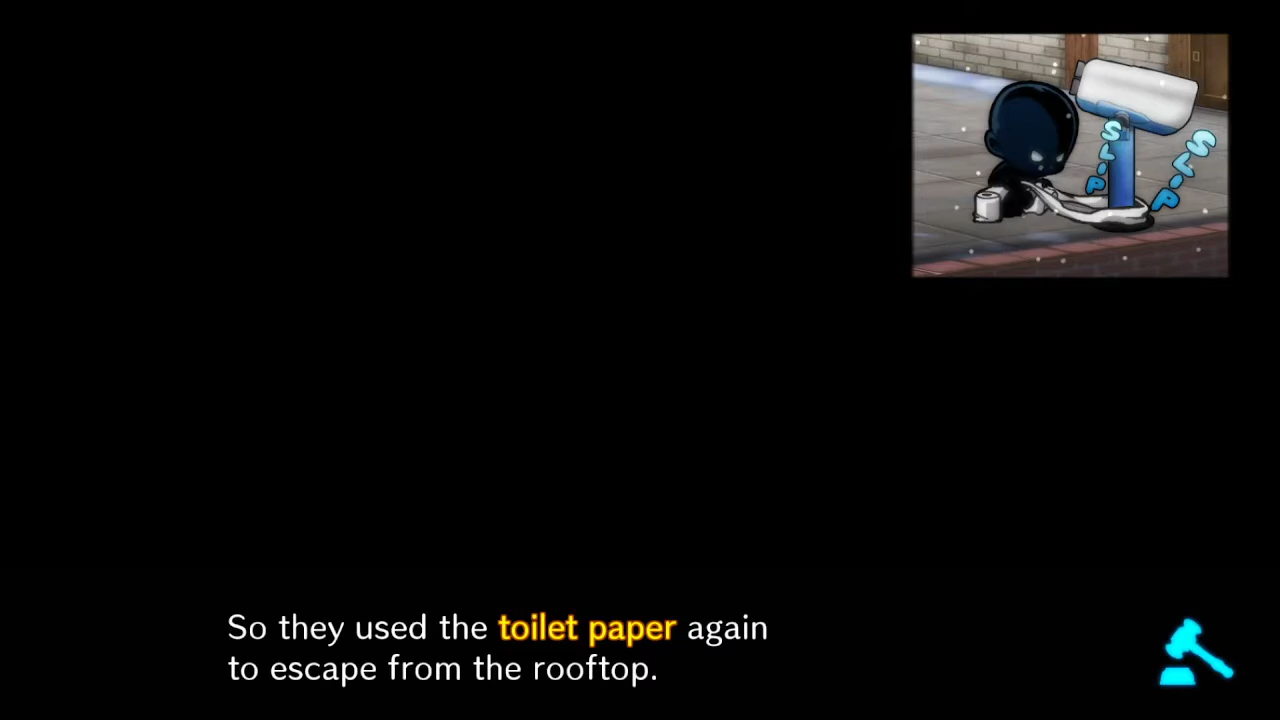 SLIP
SLIP
So they used the toilet paper again
to escape from the rooftop.